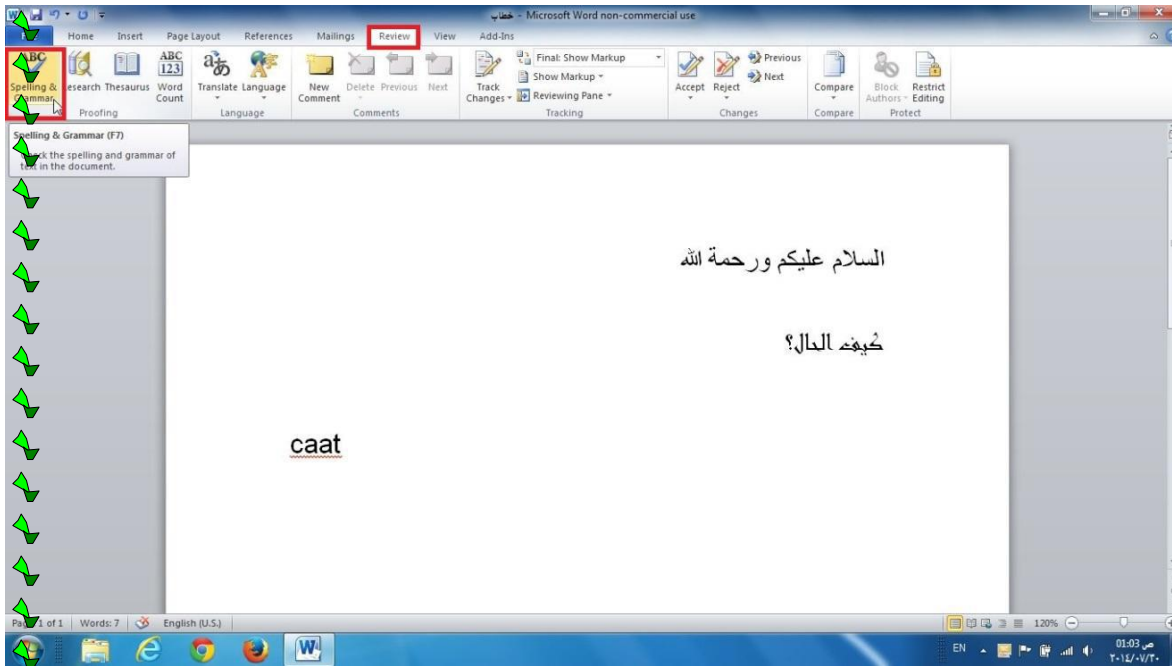 خطاب - Microsoft Word non-commercial use
Home Insert Page Layout References Mailings Review View Add-Ins
ABC
Spelling & Grammar
Research
Thesaurus
ABC 123
Word Count
Proofing
Translate
Language
Language
New Comment
Delete
Previous
Next
Comments
Track Changes
Final: Show Markup
Show Markup
Reviewing Pane
Tracking
Accept
Reject
Previous
Next
Changes
Compare
Compare
Block Authors
Restrict Editing
Protect
Spelling & Grammar (F7)
Check the spelling and grammar of
text in the document.
السلام عليكم ورحمة الله
كيف الحال؟
caat
Page 1 of 1 Words: 7 English (U.S.) 120%
EN
01:03 ص
٢٠١٤/٠٧/٣٠